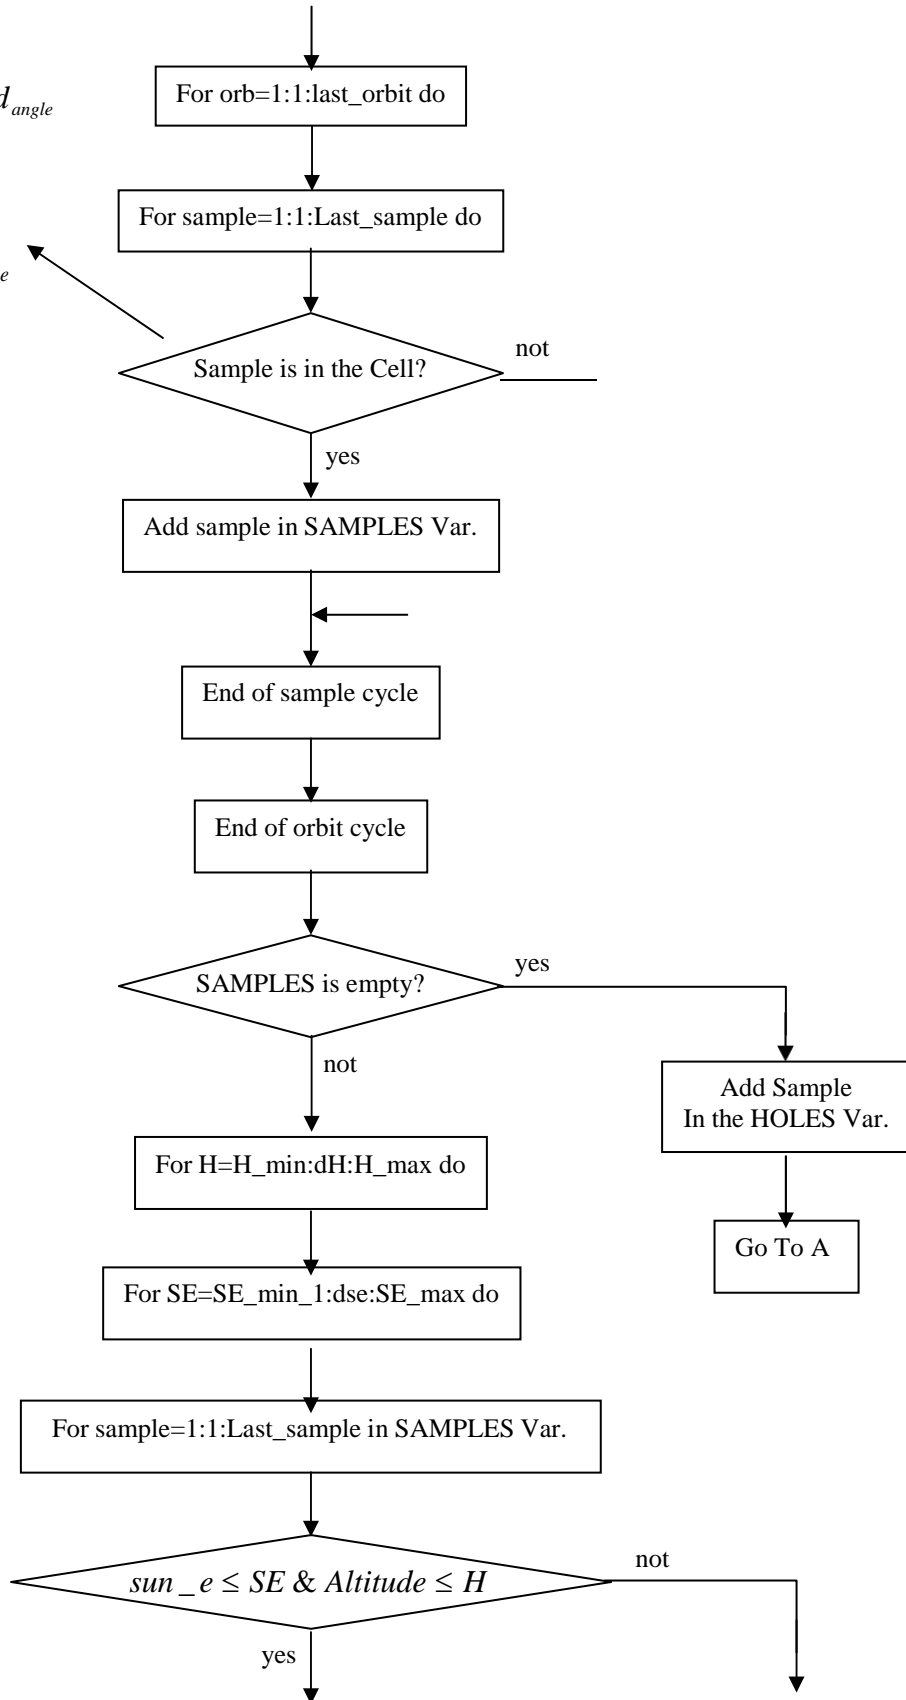 For orb=1:1:last_orbit do
d_angle
For sample=1:1:Last_sample do
e
not
Sample is in the Cell?
yes
Add sample in SAMPLES Var.
End of sample cycle
End of orbit cycle
yes
SAMPLES is empty?
not
Add Sample
In the HOLES Var.
For H=H_min:dH:H_max do
Go To A
For SE=SE_min_1:dse:SE_max do
For sample=1:1:Last_sample in SAMPLES Var.
not
sun _ e ≤ SE & Altitude ≤ H
yes